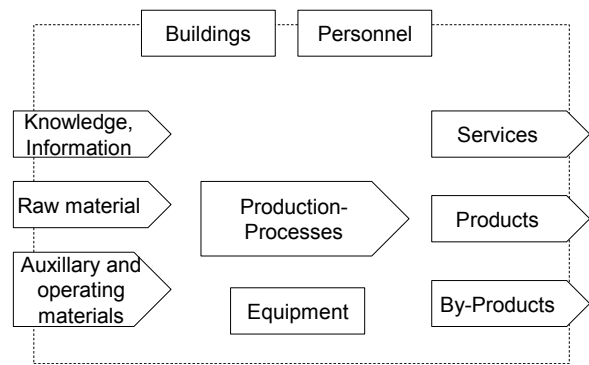 Buildings
Personnel
Knowledge,
Information
Raw material
Auxillary and
operating
materials
Production-
Processes
Equipment
Services
Products
By-Products